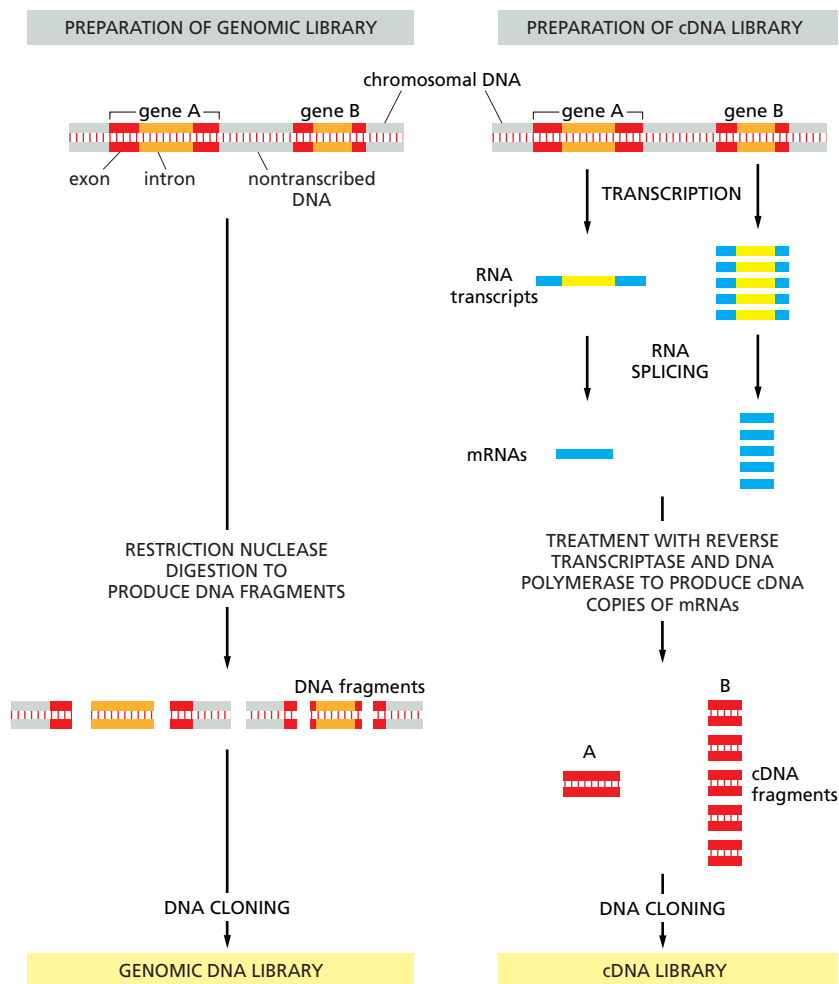 PREPARATION OF GENOMIC LIBRARY
PREPARATION OF cDNA LIBRARY
chromosomal DNA
gene A
gene B
exon
intron
nontranscribed
DNA
RESTRICTION NUCLEASE
DIGESTION TO
PRODUCE DNA FRAGMENTS
DNA fragments
DNA CLONING
GENOMIC DNA LIBRARY
gene A
gene B
TRANSCRIPTION
RNA
transcripts
RNA
SPLICING
mRNAs
TREATMENT WITH REVERSE
TRANSCRIPTASE AND DNA
POLYMERASE TO PRODUCE cDNA
COPIES OF mRNAs
A
B
cDNA
fragments
DNA CLONING
cDNA LIBRARY